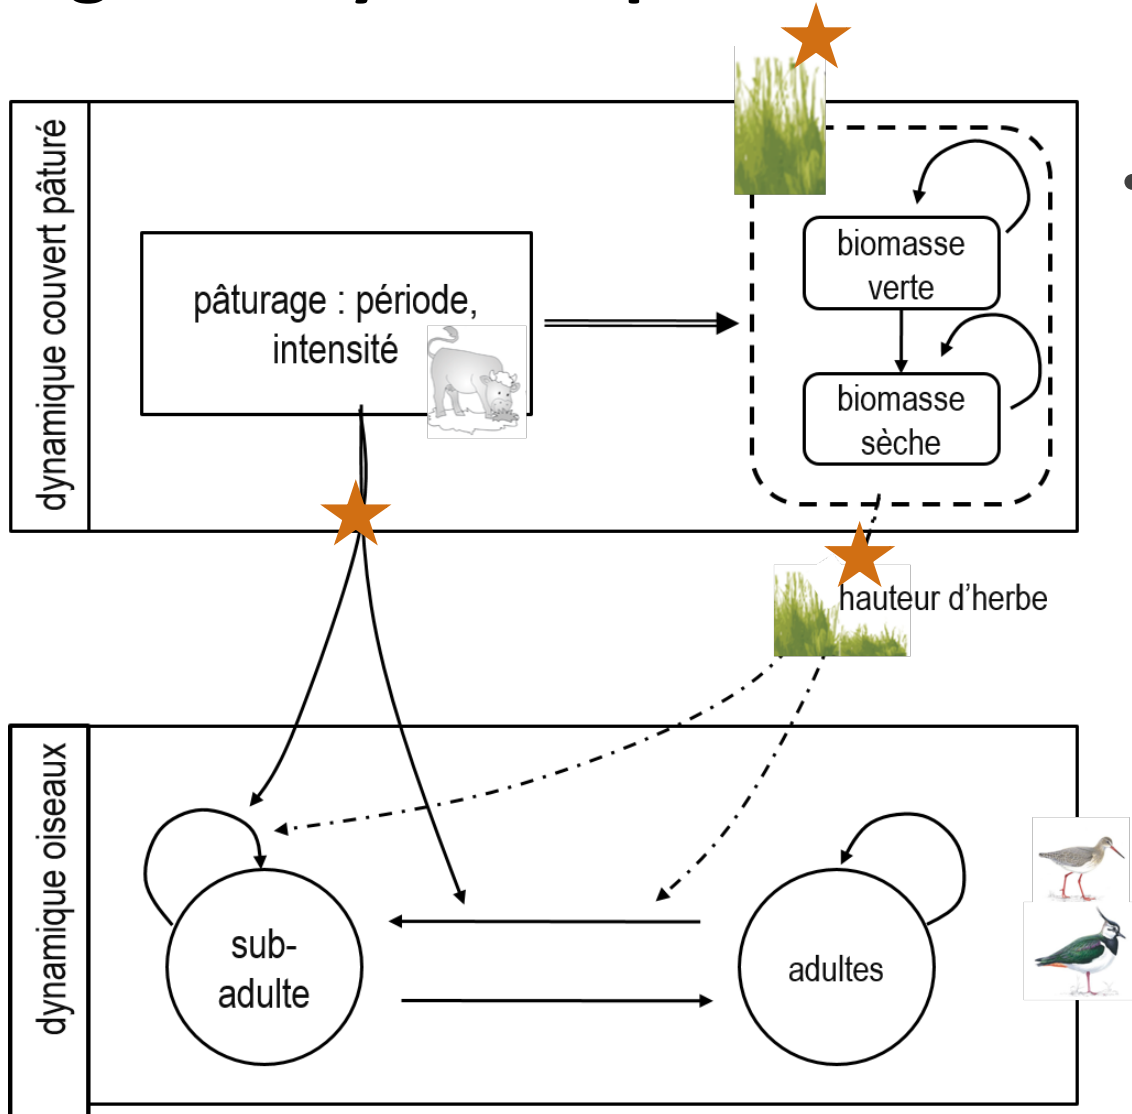 dynamique couvert pâturé
pâturage : période,
intensité
biomasse
verte
biomasse
sèche
hauteur d’herbe
dynamique oiseaux
sub-
adulte
adultes